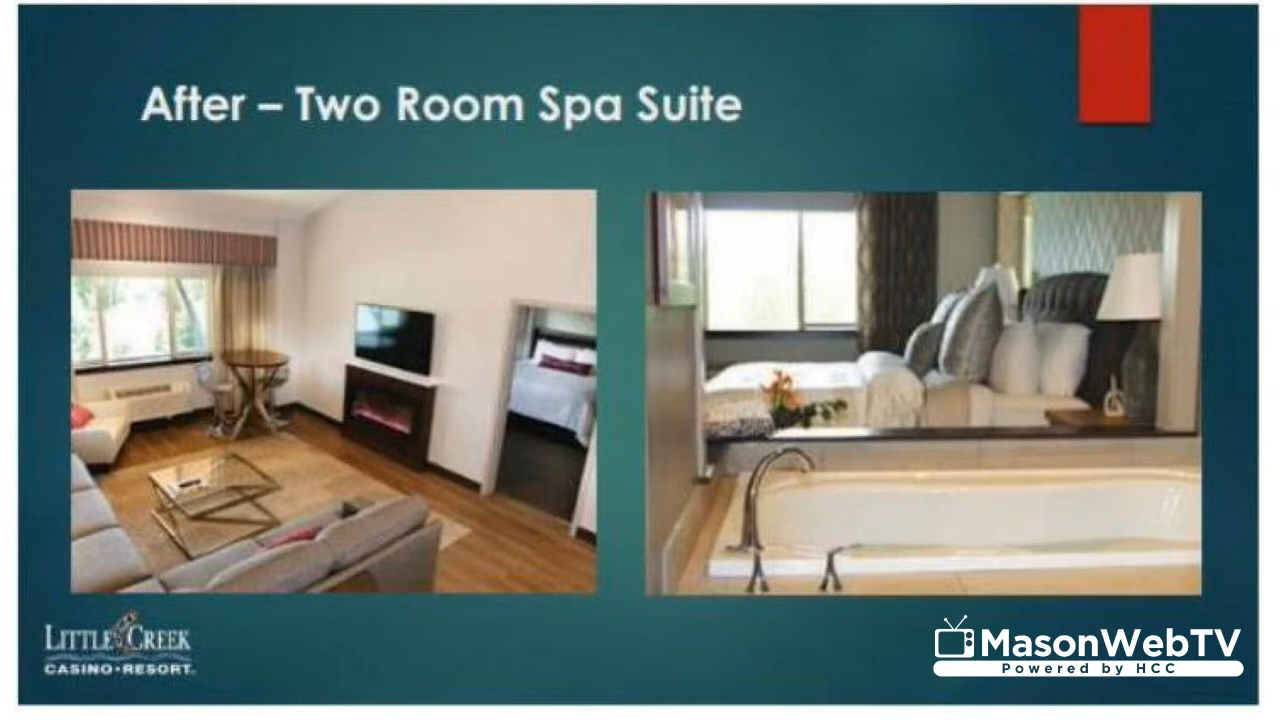 After – Two Room Spa Suite
LITTLE CREEK
CASINO • RESORT.
MasonWebTV
Powered by HCC